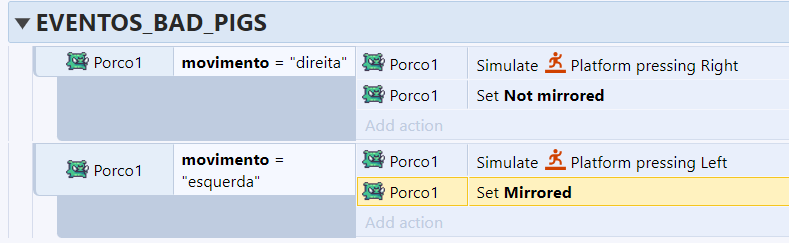 EVENTOS_BAD_PIGS
Porco1 movimento = "direita" Porco1 Simulate Platform pressing Right
Porco1 Set Not mirrored
Add action
Porco1 movimento = "esquerda" Porco1 Simulate Platform pressing Left
Porco1 Set Mirrored
Add action